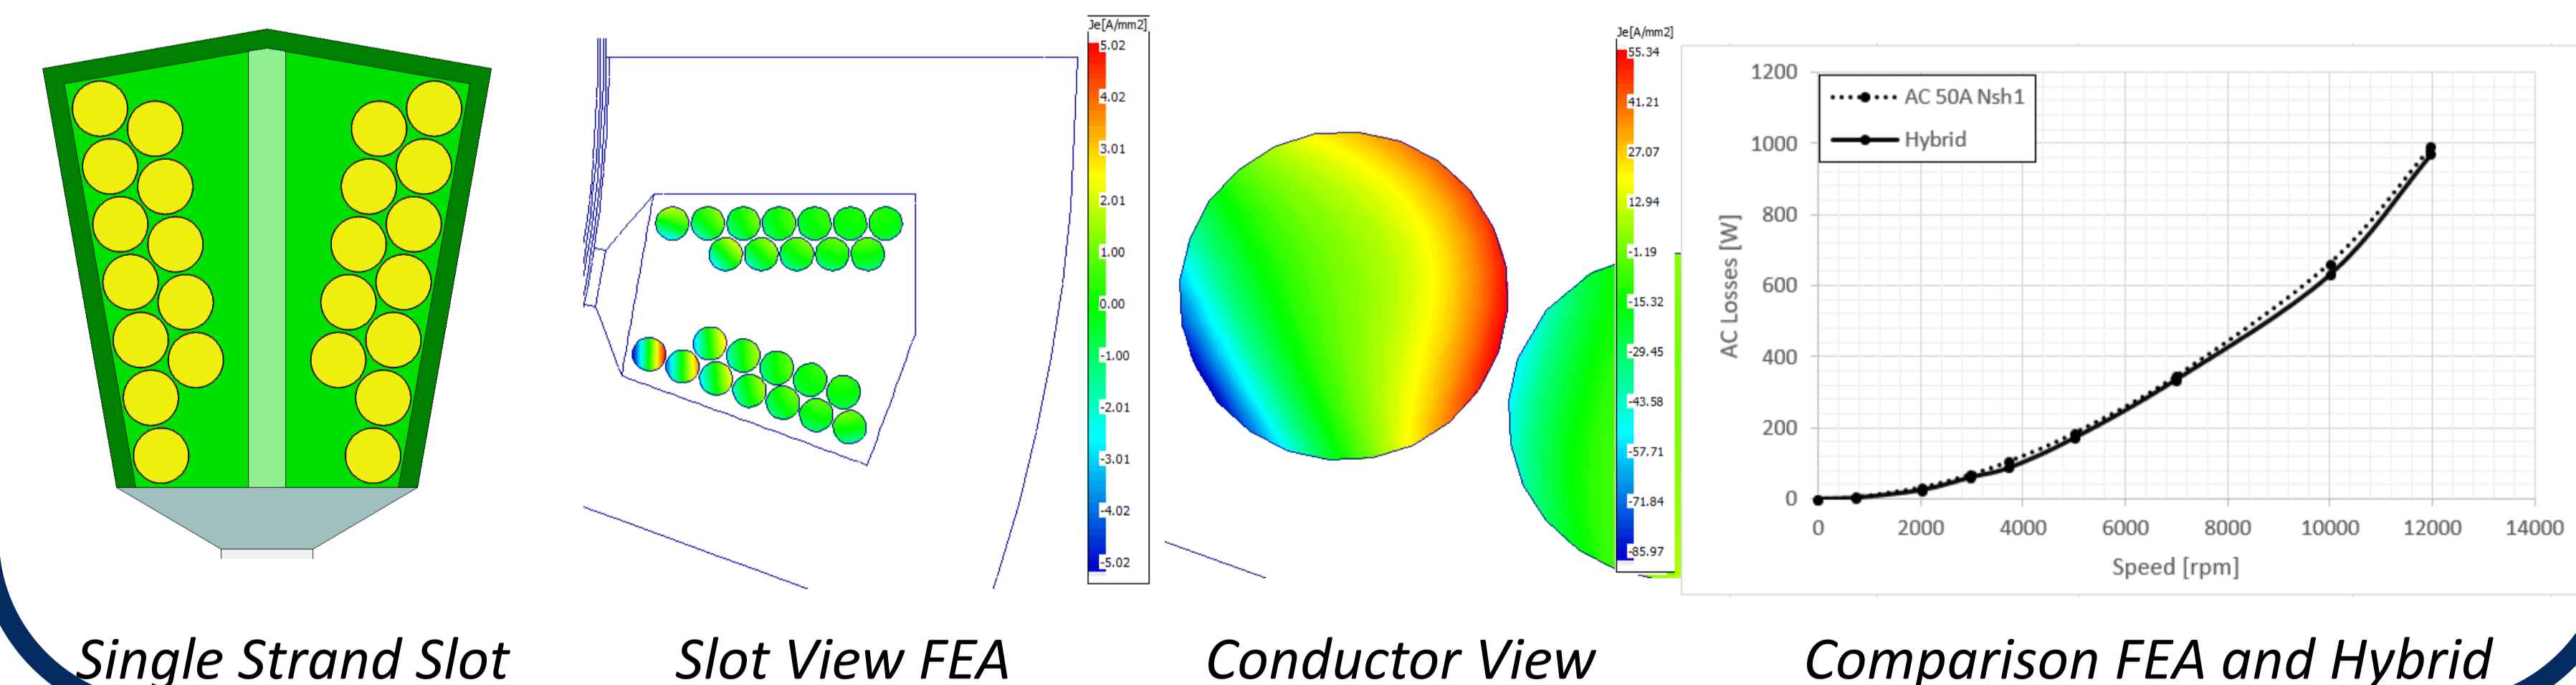 Je[A/mm2]
5.02
4.02
3.01
2.01
1.00
0.00
-1.00
-2.01
-3.01
-4.02
-5.02
Je[A/mm2]
55.34
41.21
27.07
12.94
-1.19
-15.32
-29.45
-43.58
-57.71
-71.84
-85.97
AC 50A Nsh1
Hybrid
AC Losses [W]
1200
1000
800
600
400
200
0
0 2000 4000 6000 8000 10000 12000 14000
Speed [rpm]
Single Strand Slot
Slot View FEA
Conductor View
Comparison FEA and Hybrid